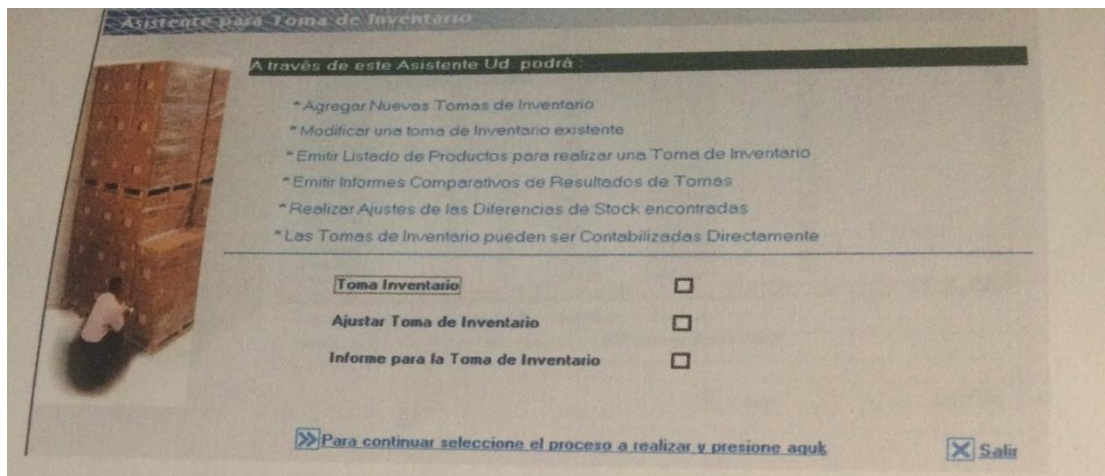 Asistente para Toma de Inventario
A través de este Asistente Ud. podrá :
* Agregar Nuevas Tomas de Inventario
* Modificar una toma de Inventario existente
* Emitir Listado de Productos para realizar una Toma de Inventario
* Emitir Informes Comparativos de Resultados de Tomas
* Realizar Ajustes de las Diferencias de Stock encontradas
* Las Tomas de Inventario pueden ser Contabilizadas Directamente
Toma Inventario
Ajustar Toma de Inventario
Informe para la Toma de Inventario
Para continuar seleccione el proceso a realizar y presione aquk
Salir